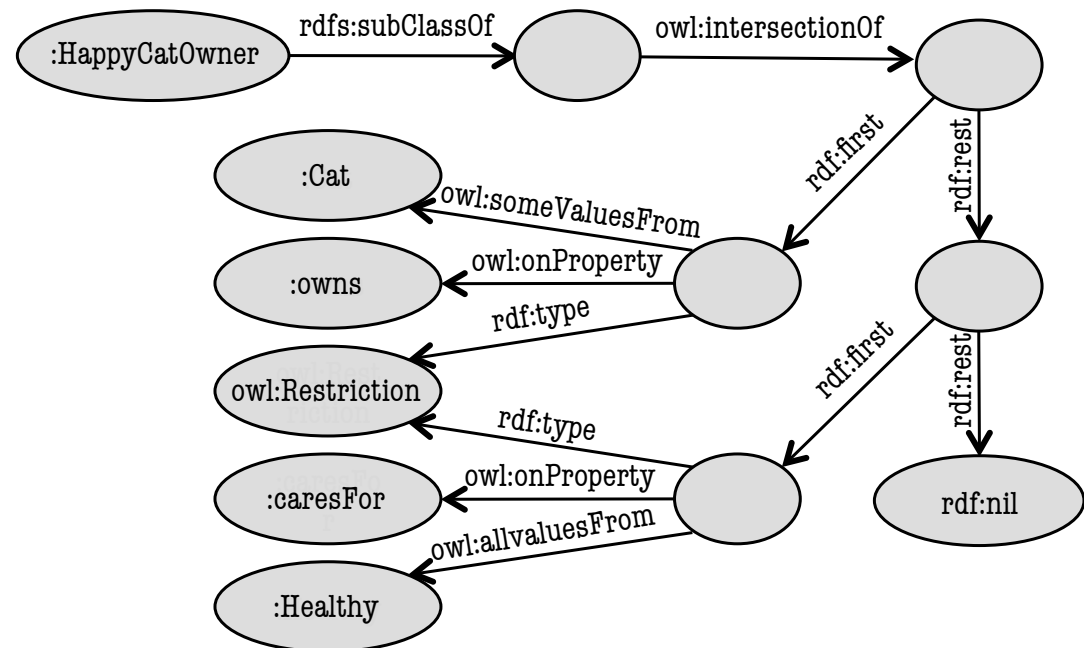 :HappyCatOwner
rdfs:subClassOf
owl:intersectionOf
rdf:first
rdf:rest
:Cat
owl:someValuesFrom
:owns
owl:onProperty
rdf:type
owl:Restriction
rdf:first
rdf:rest
rdf:type
:caresFor
owl:onProperty
owl:allvaluesFrom
:Healthy
rdf:nil